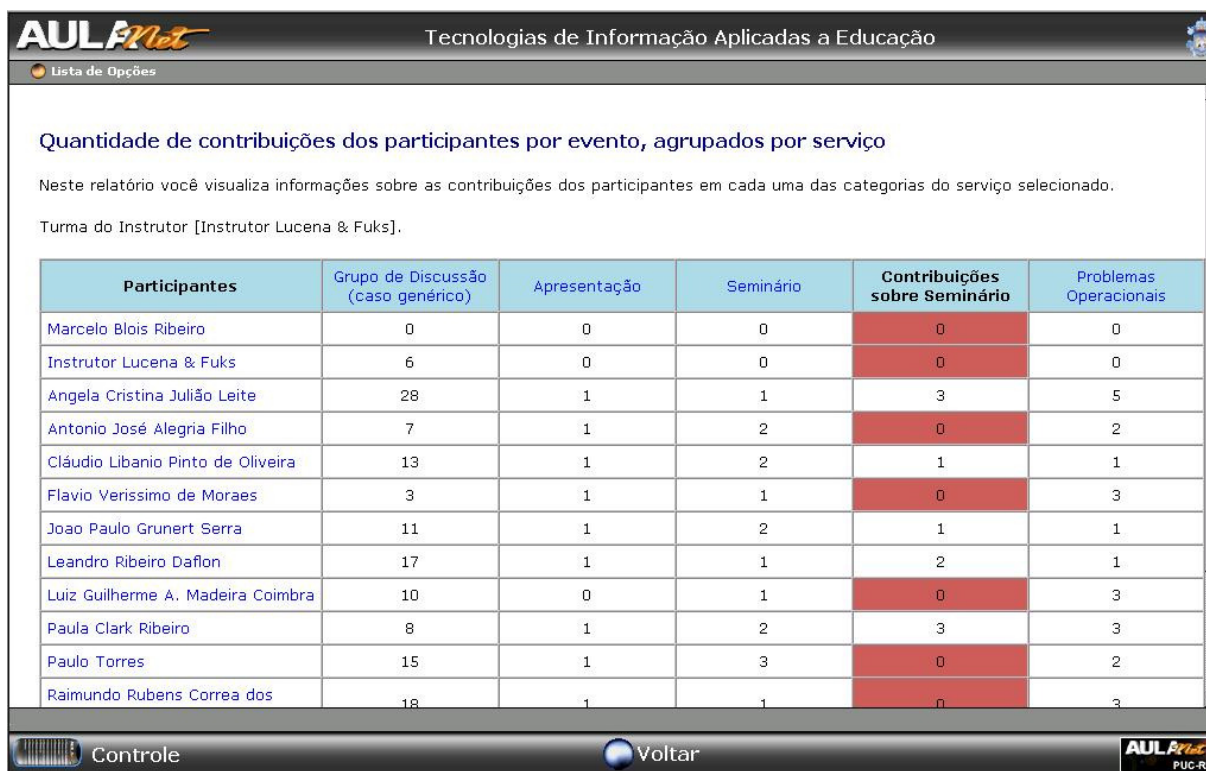 AULANet
Tecnologias de Informação Aplicadas a Educação
Lista de Opções
Quantidade de contribuições dos participantes por evento, agrupados por serviço
Neste relatório você visualiza informações sobre as contribuições dos participantes em cada uma das categorias do serviço selecionado.
Turma do Instrutor [Instrutor Lucena & Fuks].
Participantes Grupo de Discussão (caso genérico) Apresentação Seminário Contribuições sobre Seminário Problemas Operacionais
Marcelo Blois Ribeiro 0 0 0 0 0
Instrutor Lucena & Fuks 6 0 0 0 0
Angela Cristina Julião Leite 28 1 1 3 5
Antonio José Alegria Filho 7 1 2 0 2
Cláudio Libanio Pinto de Oliveira 13 1 2 1 1
Flavio Verissimo de Moraes 3 1 1 0 3
Joao Paulo Grunert Serra 11 1 2 1 1
Leandro Ribeiro Daflon 17 1 1 2 1
Luiz Guilherme A. Madeira Coimbra 10 0 1 0 3
Paula Clark Ribeiro 8 1 2 3 3
Paulo Torres 15 1 3 0 2
Raimundo Rubens Correa dos 18 1 1 0 3
Controle
Voltar
AULANet
PUC-R